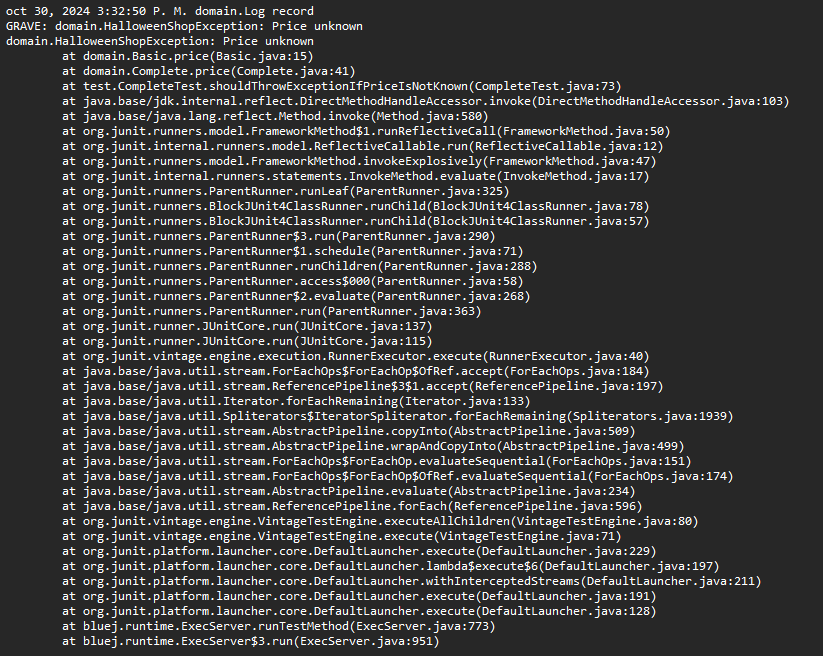 oct 30, 2024 3:32:50 P. M. domain.Log record
GRAVE: domain.HalloweenShopException: Price unknown
domain.HalloweenShopException: Price unknown
at domain.Basic.price(Basic.java:15)
at domain.Complete.price(Complete.java:41)
at test.CompleteTest.shouldThrowExceptionIfPriceIsNotKnown(CompleteTest.java:73)
at java.base/jdk.internal.reflect.DirectMethodHandleAccessor.invoke(DirectMethodHandleAccessor.java:103)
at java.base/java.lang.reflect.Method.invoke(Method.java:580)
at org.junit.runners.model.FrameworkMethod$1.runReflectiveCall(FrameworkMethod.java:50)
at org.junit.internal.runners.model.ReflectiveCallable.run(ReflectiveCallable.java:12)
at org.junit.runners.model.FrameworkMethod.invokeExplosively(FrameworkMethod.java:47)
at org.junit.internal.runners.statements.InvokeMethod.evaluate(InvokeMethod.java:17)
at org.junit.runners.ParentRunner.runLeaf(ParentRunner.java:325)
at org.junit.runners.BlockJUnit4ClassRunner.runChild(BlockJUnit4ClassRunner.java:78)
at org.junit.runners.BlockJUnit4ClassRunner.runChild(BlockJUnit4ClassRunner.java:57)
at org.junit.runners.ParentRunner$3.run(ParentRunner.java:290)
at org.junit.runners.ParentRunner$1.schedule(ParentRunner.java:71)
at org.junit.runners.ParentRunner.runChildren(ParentRunner.java:288)
at org.junit.runners.ParentRunner.access$000(ParentRunner.java:58)
at org.junit.runners.ParentRunner$2.evaluate(ParentRunner.java:268)
at org.junit.runners.ParentRunner.run(ParentRunner.java:363)
at org.junit.runner.JUnitCore.run(JUnitCore.java:137)
at org.junit.runner.JUnitCore.run(JUnitCore.java:115)
at org.junit.vintage.engine.execution.RunnerExecutor.execute(RunnerExecutor.java:40)
at java.base/java.util.stream.ForEachOps$ForEachOp$OfRef.accept(ForEachOps.java:184)
at java.base/java.util.stream.ReferencePipeline$3$1.accept(ReferencePipeline.java:197)
at java.base/java.util.Iterator.forEachRemaining(Iterator.java:133)
at java.base/java.util.Spliterators$IteratorSpliterator.forEachRemaining(Spliterators.java:1939)
at java.base/java.util.stream.AbstractPipeline.copyInto(AbstractPipeline.java:509)
at java.base/java.util.stream.AbstractPipeline.wrapAndCopyInto(AbstractPipeline.java:499)
at java.base/java.util.stream.ForEachOps$ForEachOp.evaluateSequential(ForEachOps.java:151)
at java.base/java.util.stream.ForEachOps$ForEachOp$OfRef.evaluateSequential(ForEachOps.java:174)
at java.base/java.util.stream.AbstractPipeline.evaluate(AbstractPipeline.java:234)
at java.base/java.util.stream.ReferencePipeline.forEach(ReferencePipeline.java:596)
at org.junit.vintage.engine.VintageTestEngine.executeAllChildren(VintageTestEngine.java:80)
at org.junit.vintage.engine.VintageTestEngine.execute(VintageTestEngine.java:71)
at org.junit.platform.launcher.core.DefaultLauncher.execute(DefaultLauncher.java:229)
at org.junit.platform.launcher.core.DefaultLauncher.lambda$execute$6(DefaultLauncher.java:197)
at org.junit.platform.launcher.core.DefaultLauncher.withInterceptedStreams(DefaultLauncher.java:211)
at org.junit.platform.launcher.core.DefaultLauncher.execute(DefaultLauncher.java:191)
at org.junit.platform.launcher.core.DefaultLauncher.execute(DefaultLauncher.java:128)
at bluej.runtime.ExecServer.runTestMethod(ExecServer.java:773)
at bluej.runtime.ExecServer$3.run(ExecServer.java:951)